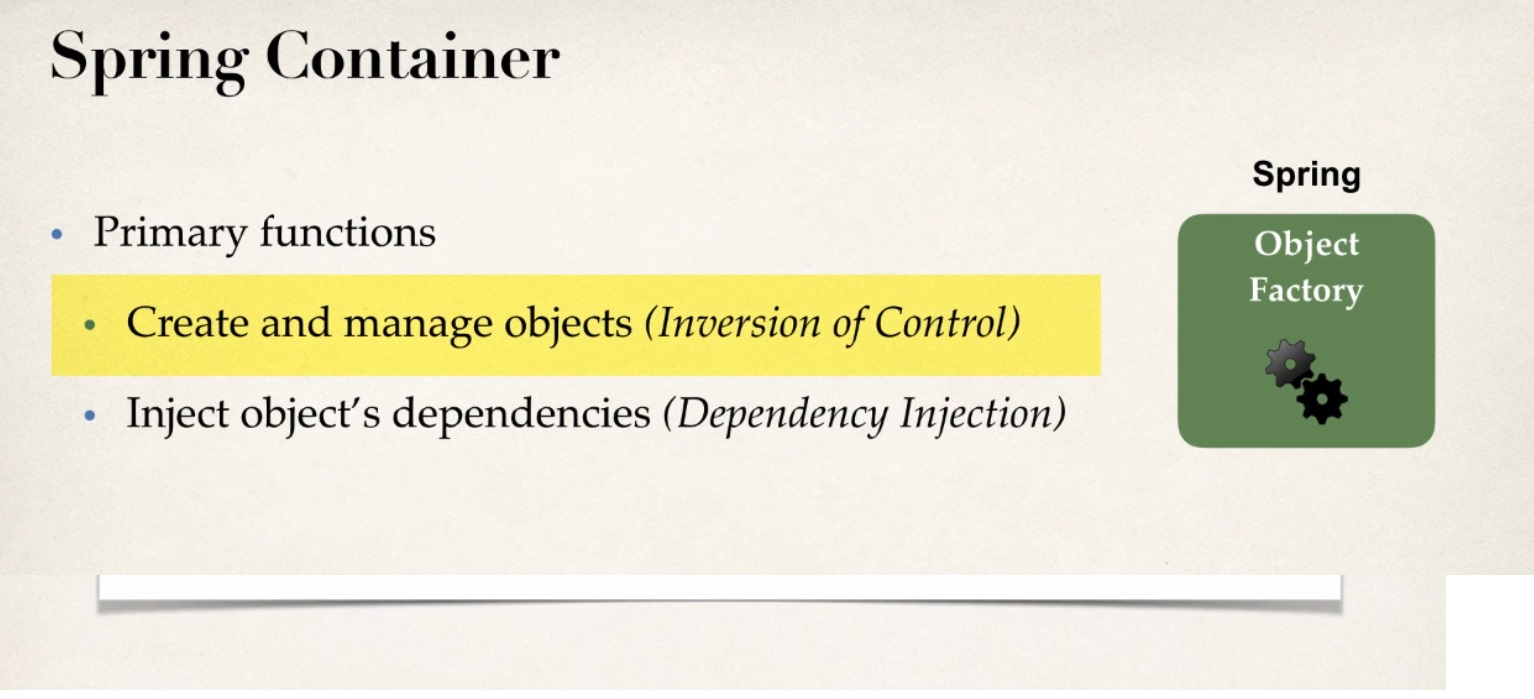 Spring Container
Spring
• Primary functions
Object
Factory
• Create and manage objects (Inversion of Control)
• Inject object’s dependencies (Dependency Injection)